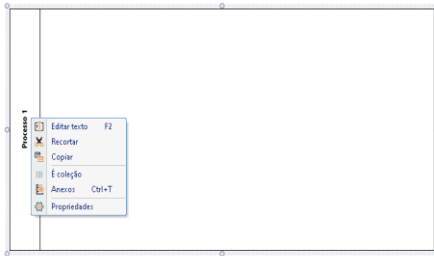 Processo 1
Editar texto F2
Recortar
Copiar
É coleção
Anexos Ctrl+T
Propriedades